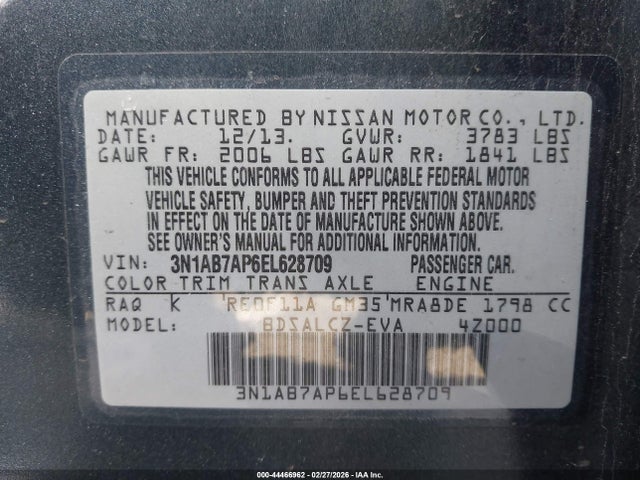 MANUFACTURED BY NISSAN MOTOR CO., LTD.
DATE: 12/13. GVWR: 3783 LBS
GAWR FR: 2006 LBS GAWR RR: 1841 LBS
THIS VEHICLE CONFORMS TO ALL APPLICABLE FEDERAL MOTOR
VEHICLE SAFETY, BUMPER AND THEFT PREVENTION STANDARDS
IN EFFECT ON THE DATE OF MANUFACTURE SHOWN ABOVE.
SEE OWNER'S MANUAL FOR ADDITIONAL INFORMATION.
VIN: 3N1AB7AP6EL628709 PASSENGER CAR.
COLOR TRIM TRANS AXLE ENGINE
RAQ K RE0F11A GM35 MRA8DE 1798 CC
MODEL: BDSALCZ-EVA 4Z000
3N1AB7AP6EL628709
000-44466962 - 02/27/2026 - IAA Inc.